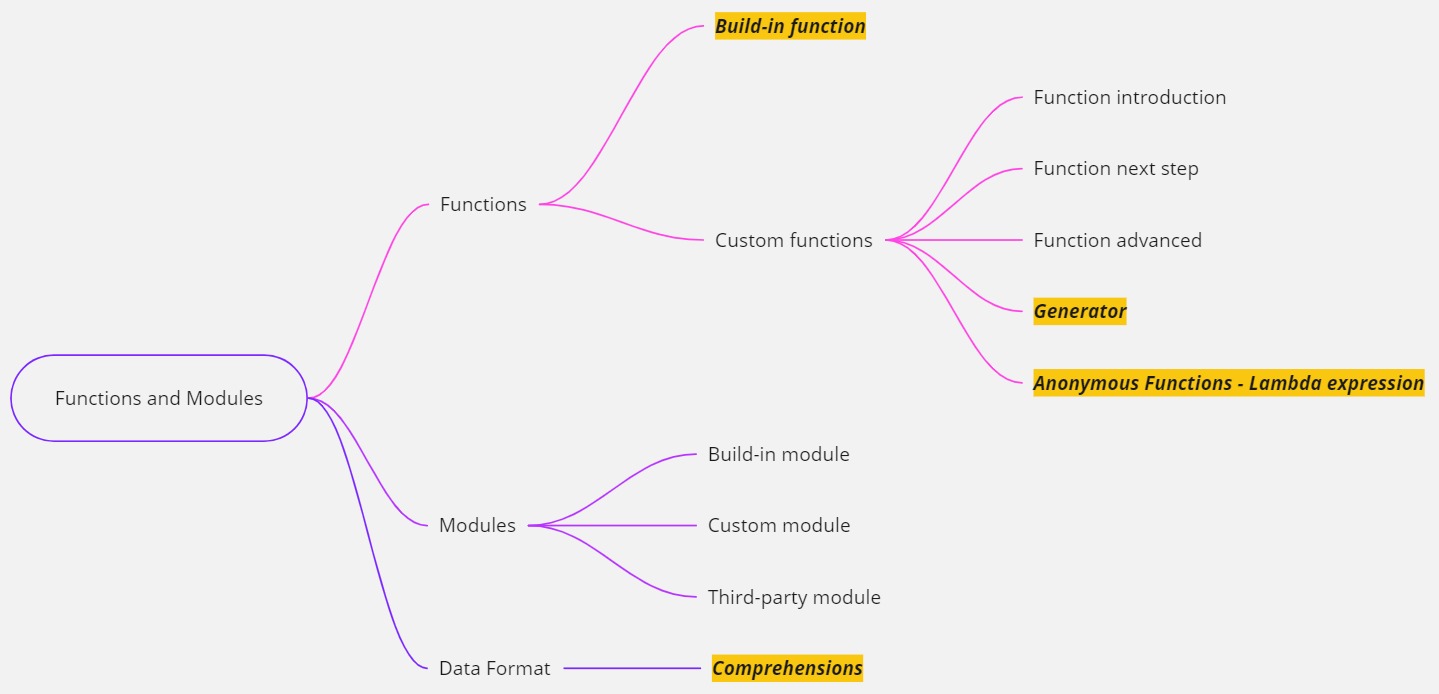 Build-in function
Function introduction
Function next step
Functions
Custom functions
Function advanced
Generator
Anonymous Functions - Lambda expression
Functions and Modules
Build-in module
Modules
Custom module
Third-party module
Data Format
Comprehensions